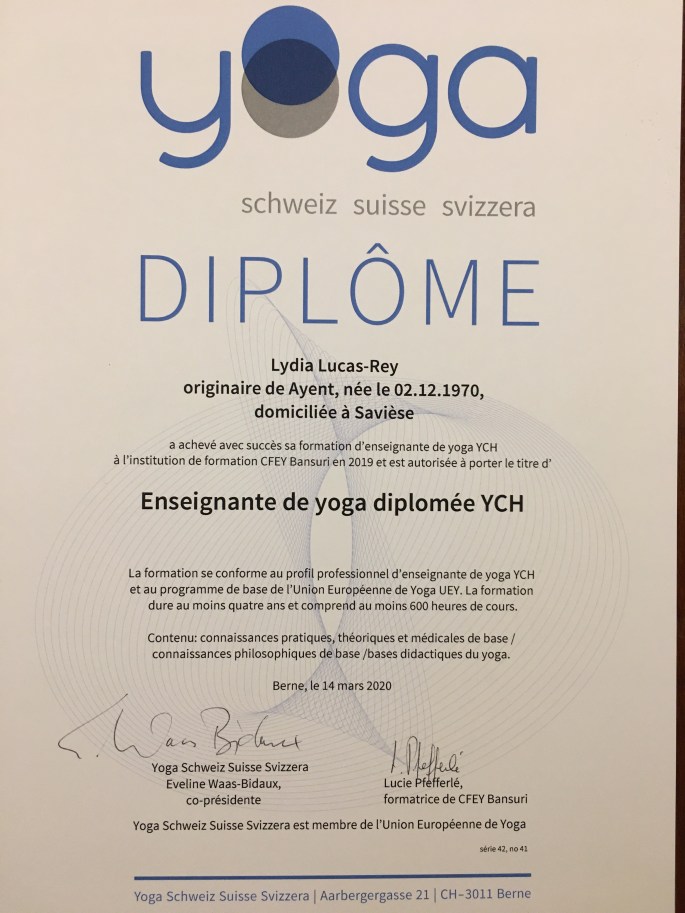 yoga
schweiz suisse svizzera
DIPLÔME
Lydia Lucas-Rey
originaire de Ayent, née le 02.12.1970,
domiciliée à Savièse
a achevé avec succès sa formation d'enseignante de yoga YCH
à l'institution de formation CFEY Bansuri en 2019 et est autorisée à porter le titre d'
Enseignante de yoga diplomée YCH
La formation se conforme au profil professionnel d'enseignante de yoga YCH
et au programme de base de l'Union Européenne de Yoga UEY. La formation
dure au moins quatre ans et comprend au moins 600 heures de cours.
Contenu: connaissances pratiques, théoriques et médicales de base /
connaissances philosophiques de base /bases didactiques du yoga.
Berne, le 14 mars 2020
E. Waas Bidaux
L. Pfefferlé
Yoga Schweiz Suisse Svizzera
Eveline Waas-Bidaux,
co-présidente
Lucie Pfefferlé,
formatrice de CFEY Bansuri
Yoga Schweiz Suisse Svizzera est membre de l'Union Européenne de Yoga
série 42, no 41
Yoga Schweiz Suisse Svizzera | Aarbergergasse 21 | CH–3011 Berne